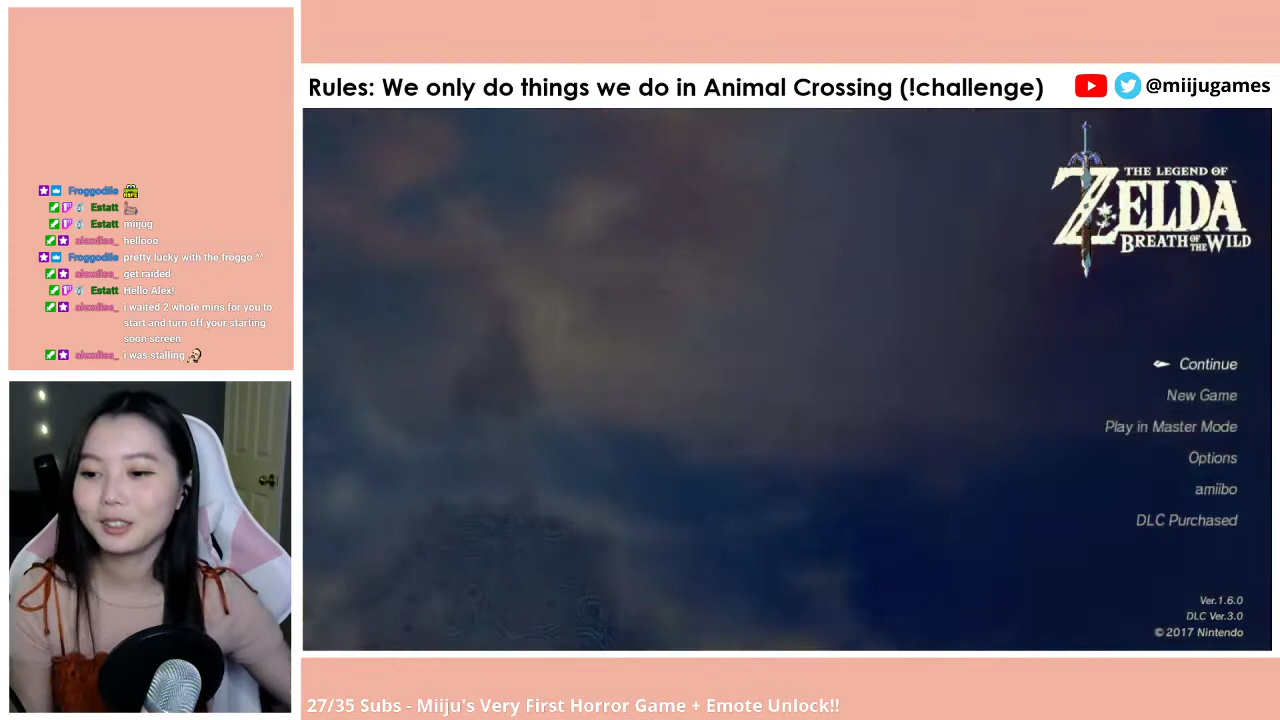 Rules: We only do things we do in Animal Crossing (!challenge)
@miijugames
Froggodile
Estatt
Estatt miijug
alexdiss_ hellooo
Froggodile pretty lucky with the froggo ^^
alexdiss_ get raided
Estatt Hello Alex!
alexdiss_ i waited 2 whole mins for you to
start and turn off your starting
soon screen
alexdiss_ i was stalling
THE LEGEND OF
ZELDA
BREATH OF THE WILD
Continue
New Game
Play in Master Mode
Options
amiibo
DLC Purchased
Ver.1.6.0
DLC Ver.3.0
© 2017 Nintendo
27/35 Subs - Miiju's Very First Horror Game + Emote Unlock!!